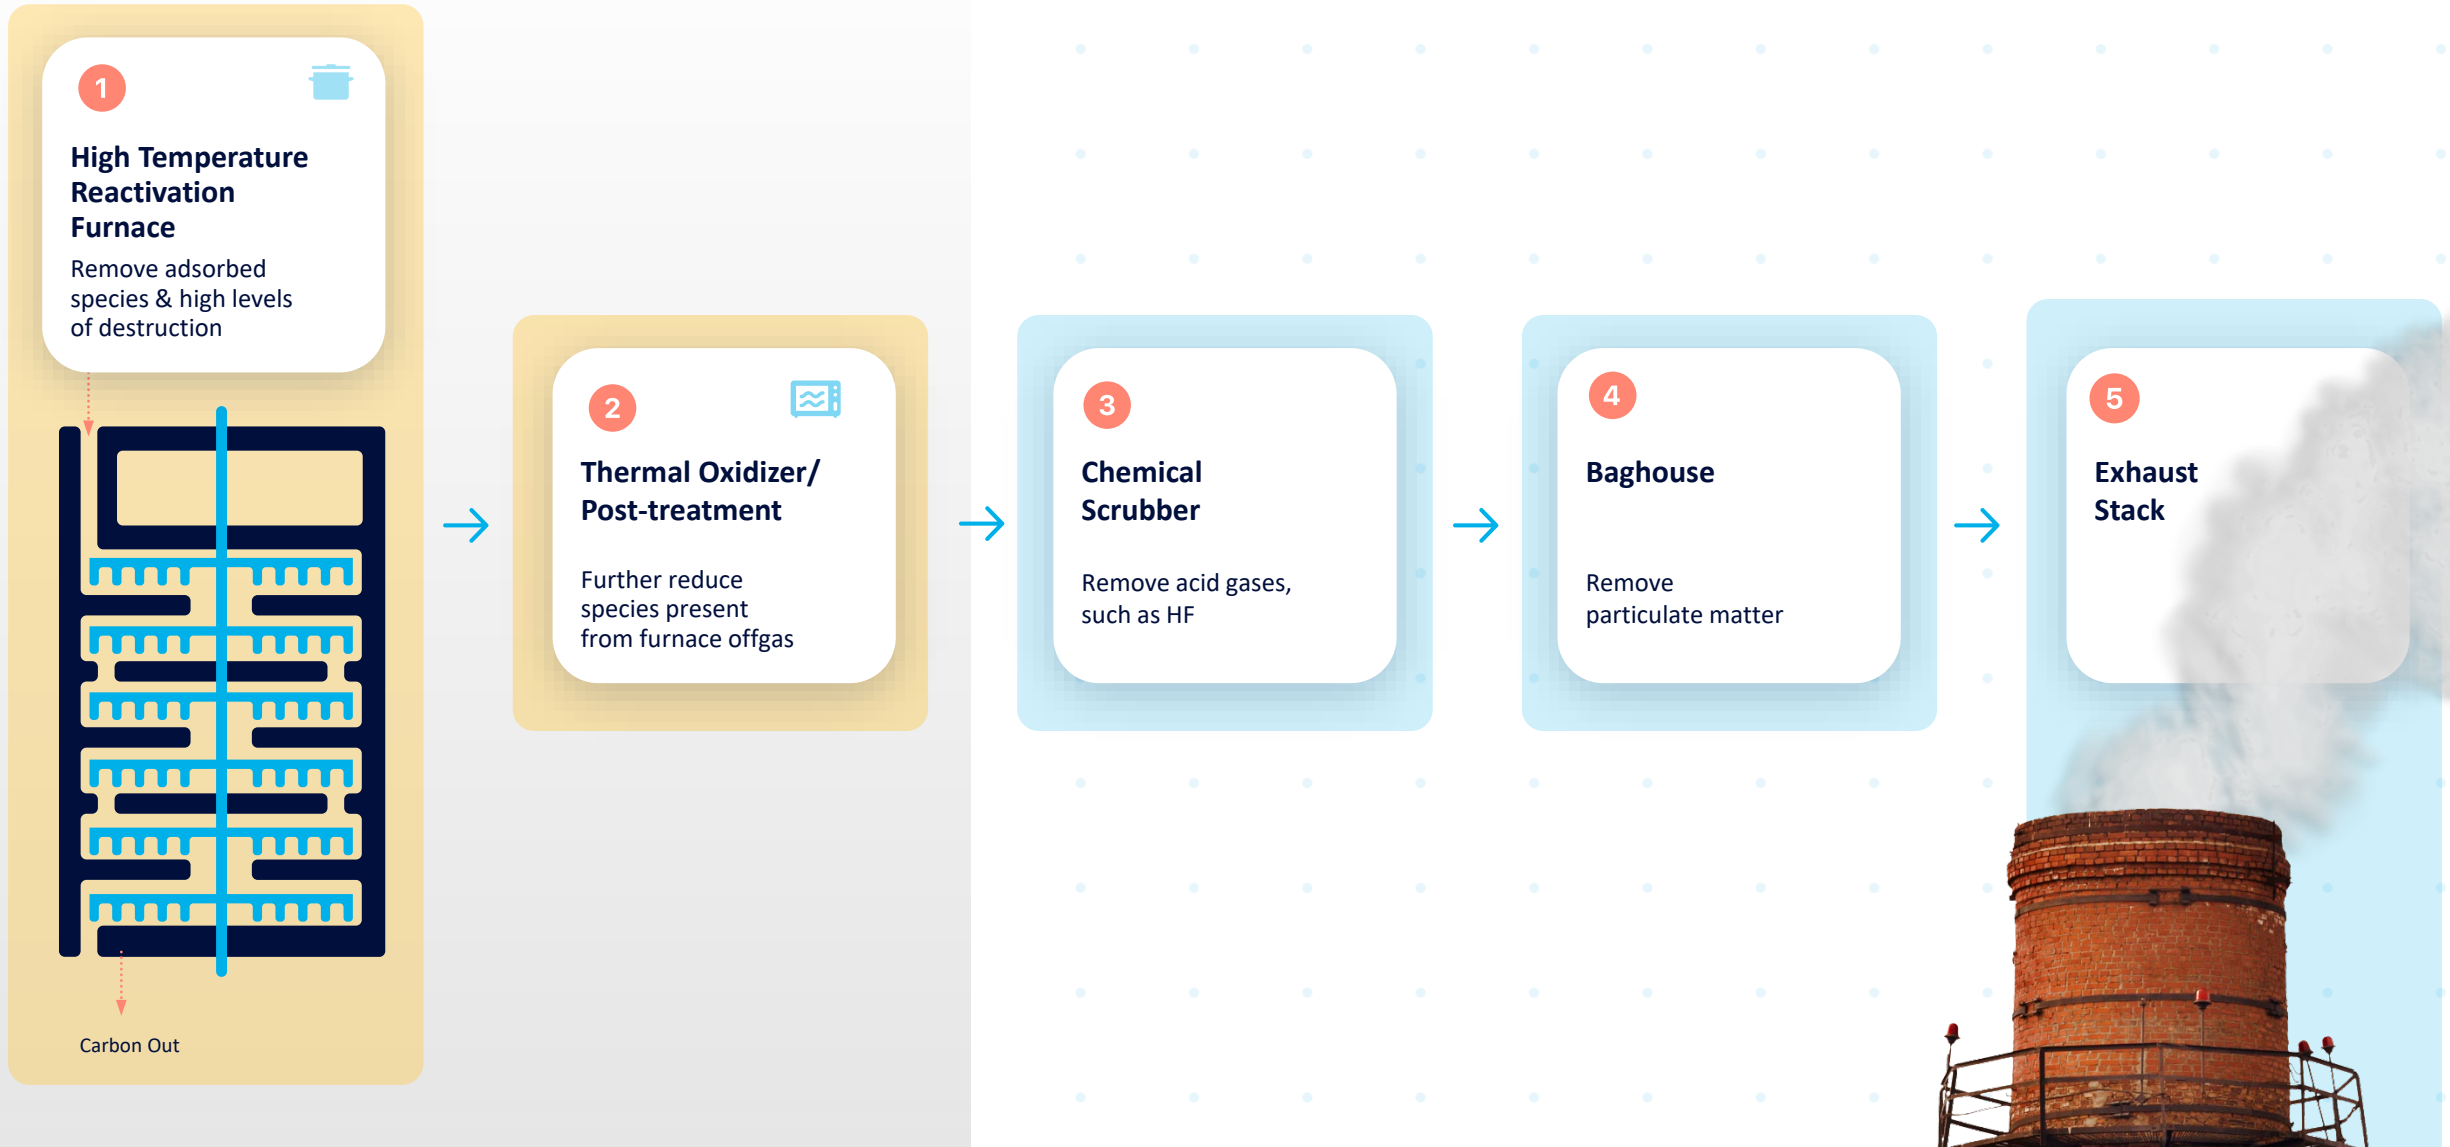 1
High Temperature
Reactivation
Furnace
Remove adsorbed
species & high levels
of destruction
Carbon Out
2
Thermal Oxidizer/
Post-treatment
Further reduce
species present
from furnace offgas
3
Chemical
Scrubber
Remove acid gases,
such as HF
4
Baghouse
Remove
particulate matter
5
Exhaust
Stack